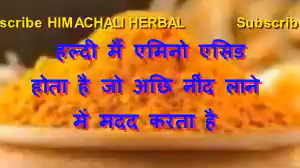 scribe HIMACHALI HERBAL Subscrib
हल्दी मैं एमिनो एसिड
होता है जो अछि नींद लाने
में मदद करता है